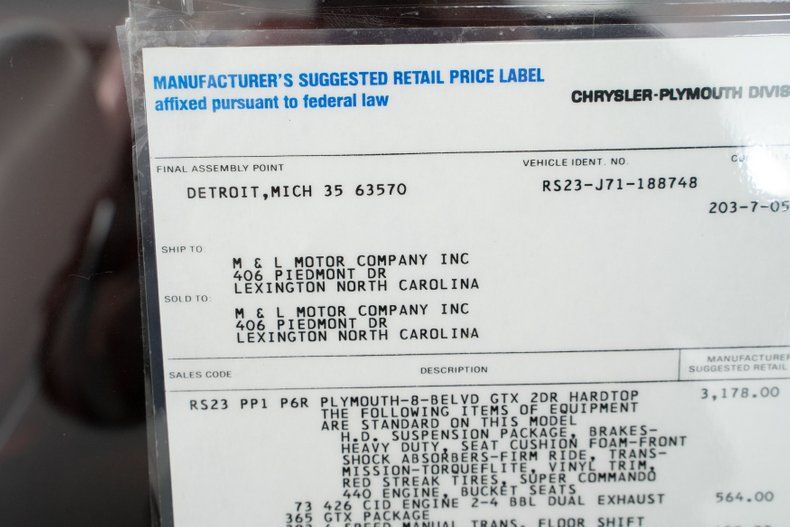 MANUFACTURER'S SUGGESTED RETAIL PRICE LABEL
affixed pursuant to federal law
CHRYSLER-PLYMOUTH
FINAL ASSEMBLY POINT
DETROIT,MICH 35 63570
VEHICLE IDENT. NO.
RS23-J71-188748
203-7-05
SHIP TO:
M & L MOTOR COMPANY INC
406 PIEDMONT DR
LEXINGTON NORTH CAROLINA
SOLD TO:
M & L MOTOR COMPANY INC
406 PIEDMONT DR
LEXINGTON NORTH CAROLINA
SALES CODE DESCRIPTION MANUFACTURER
SUGGESTED RETAIL
RS23 PP1 P6R PLYMOUTH-8-BELVD GTX 2DR HARDTOP 3,178.00
THE FOLLOWING ITEMS OF EQUIPMENT
ARE STANDARD ON THIS MODEL
H.D. SUSPENSION PACKAGE, BRAKES-
HEAVY DUTY, SEAT CUSHION FOAM-FRONT
SHOCK ABSORBERS-FIRM RIDE, TRANS-
MISSION-TORQUEFLITE, VINYL TRIM,
RED STREAK TIRES, SUPER COMMANDO
440 ENGINE, BUCKET SEATS
73 426 CID ENGINE 2-4 BBL DUAL EXHAUST 564.00
365 GTX PACKAGE
SPEED MANUAL TRANS. FLOOR SHIFT